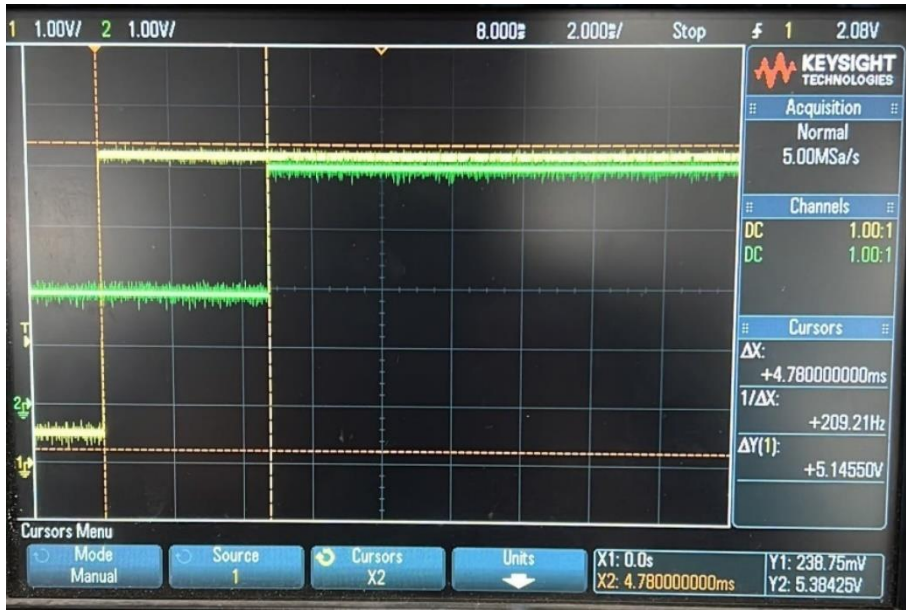 1 1.00V/ 2 1.00V/ 8.000s 2.000s/ Stop 1 2.08V
KEYSIGHT
TECHNOLOGIES
Acquisition
Normal
5.00MSa/s
Channels
DC 1.00:1
DC 1.00:1
T
Cursors
ΔX:
+4.780000000ms
1/ΔX:
+209.21Hz
ΔY(1):
+5.14550V
2
1
Cursors Menu
Mode
Manual
Source
1
Cursors
X2
Units
X1: 0.0s
X2: 4.780000000ms
Y1: 238.75mV
Y2: 5.38425V